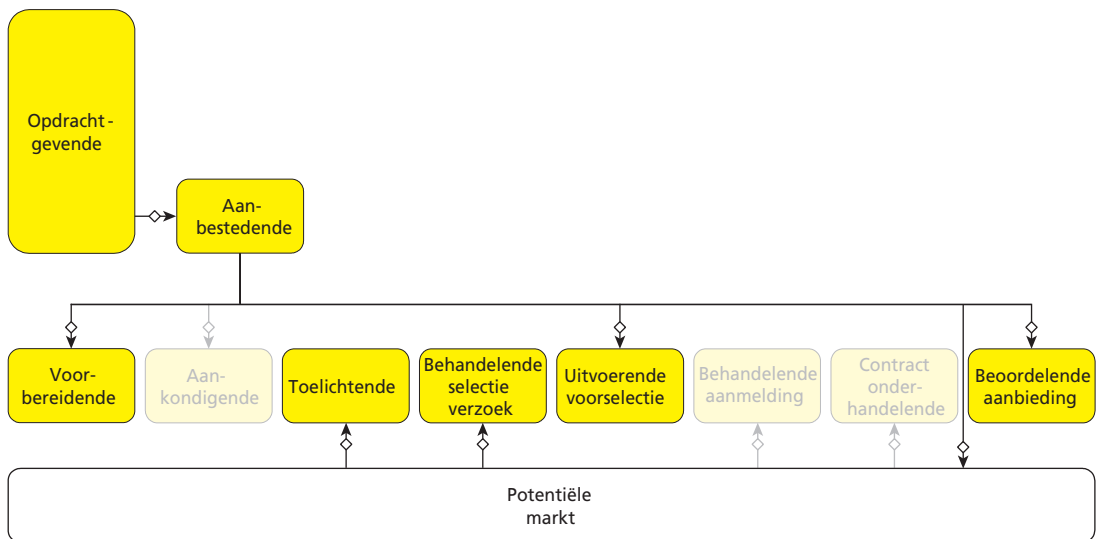 Opdracht-
gevende
Aan-
bestedende
Voor-
bereidende
Aan-
kondigende
Toelichtende
Behandelende
selectie
verzoek
Uitvoerende
voorselectie
Behandelende
aanmelding
Contract
onder-
handelende
Beoordelende
aanbieding
Potentiële
markt